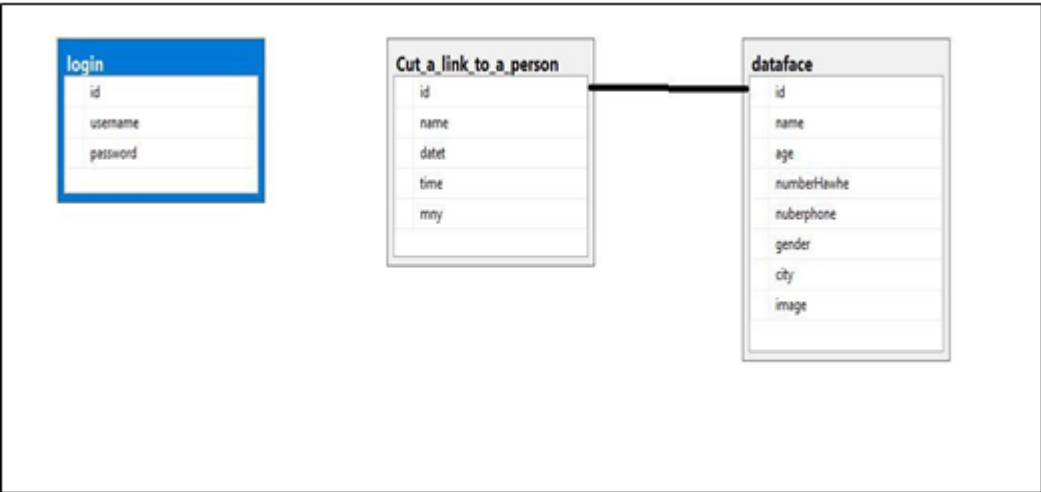 login
id
username
password
Cut_a_link_to_a_person
id
name
datet
time
mny
dataface
id
name
age
numberHawhe
nuberphone
gender
city
image